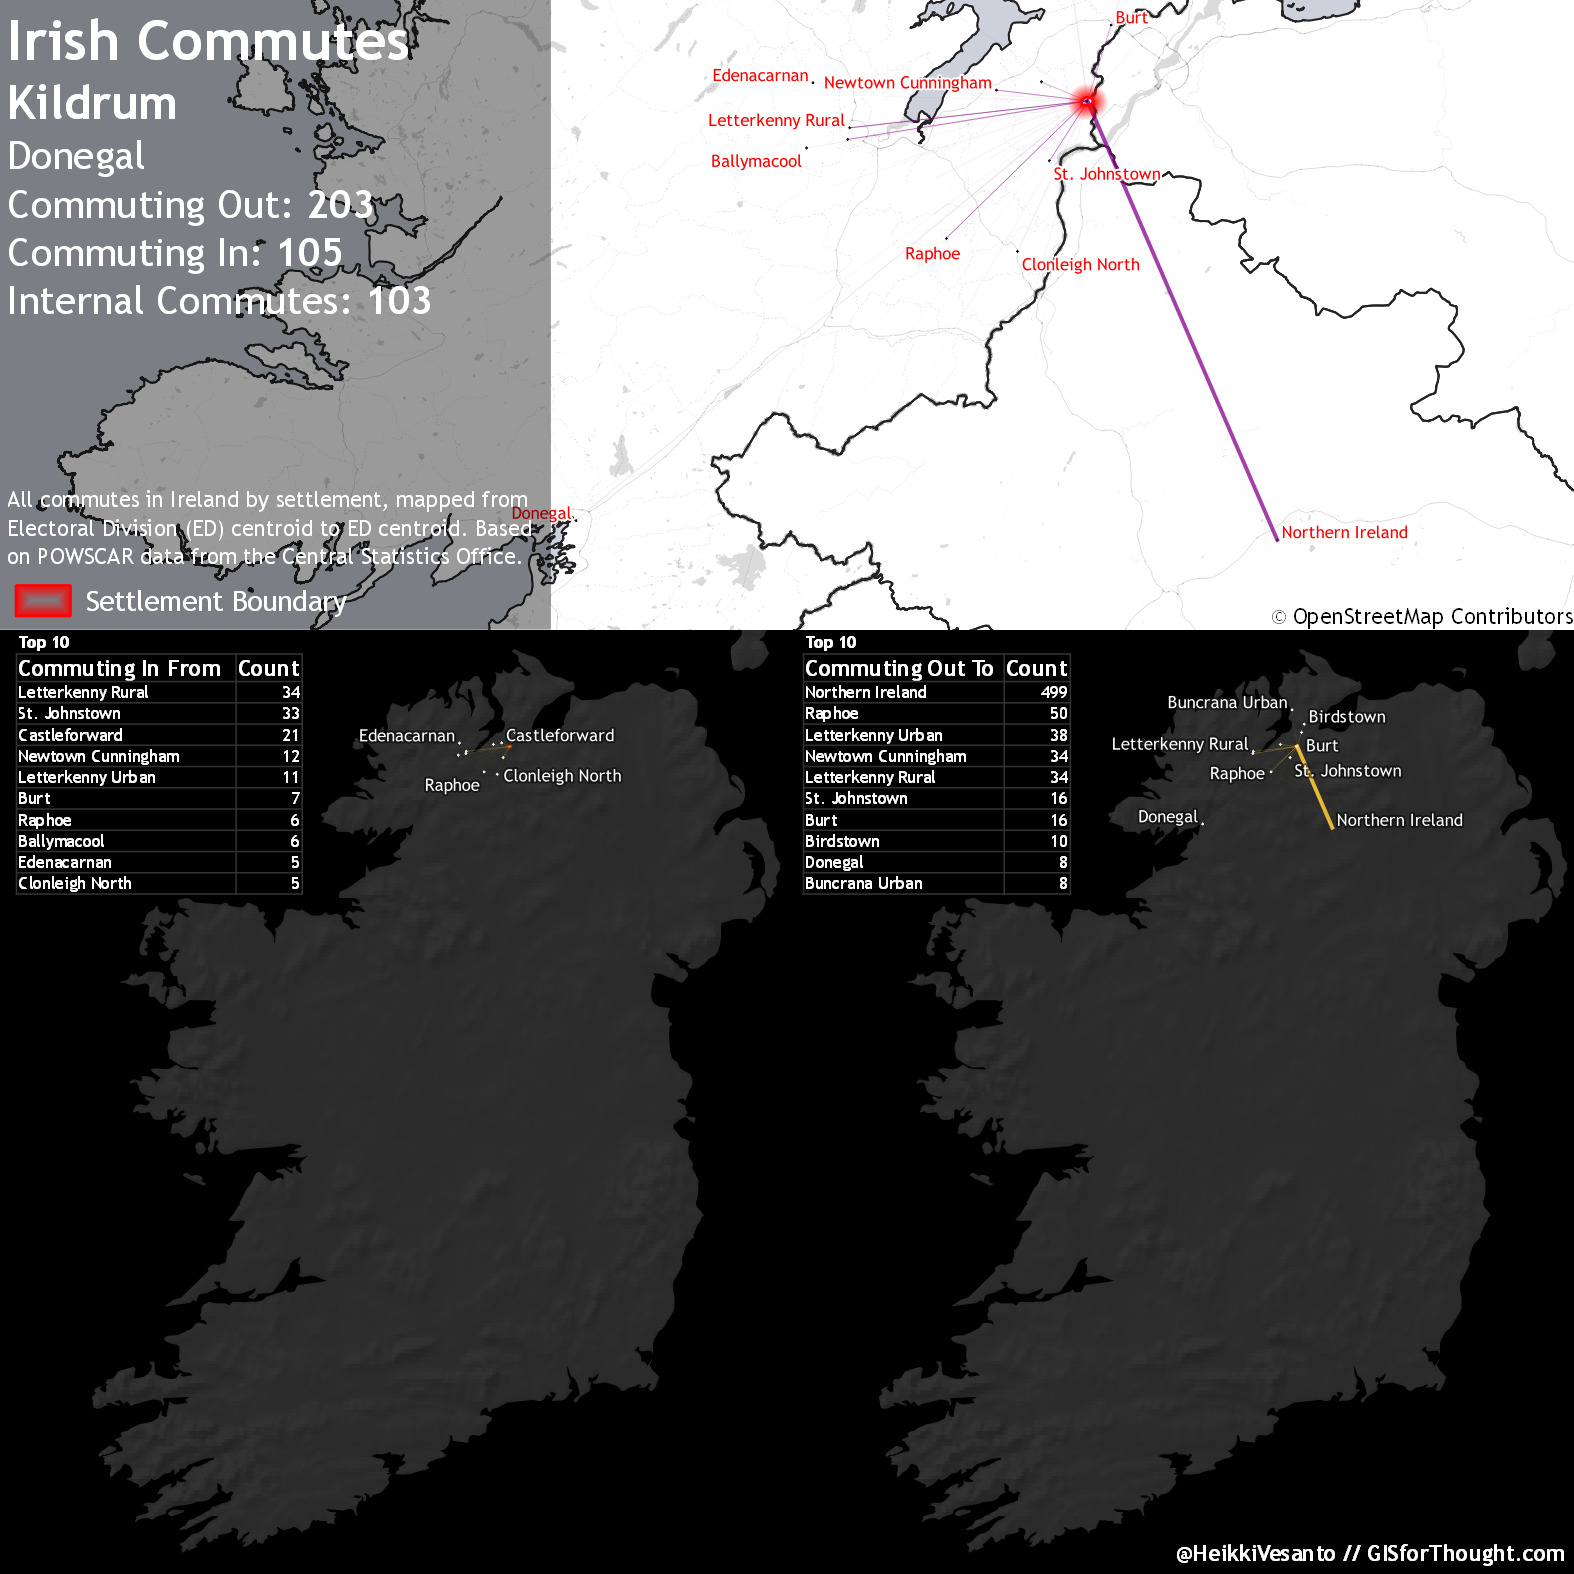 Irish Commutes
Kildrum
Donegal
Commuting Out: 203
Commuting In: 105
Internal Commutes: 103
All commutes in Ireland by settlement, mapped from
Electoral Division (ED) centroid to ED centroid. Based
on POWSCAR data from the Central Statistics Office.
Settlement Boundary
Burt
Edenacarnan
Newtown Cunningham
Letterkenny Rural
Ballymacool
St. Johnstown
Raphoe
Clonleigh North
Donegal
Northern Ireland
© OpenStreetMap Contributors
Top 10
Commuting In From Count
Letterkenny Rural 34
St. Johnstown 33
Castleforward 21
Newtown Cunningham 12
Letterkenny Urban 11
Burt 7
Raphoe 6
Ballymacool 6
Edenacarnan 5
Clonleigh North 5
Edenacarnan
Castleforward
Raphoe
Clonleigh North
Top 10
Commuting Out To Count
Northern Ireland 499
Raphoe 50
Letterkenny Urban 38
Newtown Cunningham 34
Letterkenny Rural 34
St. Johnstown 16
Burt 16
Birdstown 10
Donegal 8
Buncrana Urban 8
Buncrana Urban
Birdstown
Letterkenny Rural
Burt
Raphoe
St. Johnstown
Donegal
Northern Ireland
@HeikkiVesanto // GISforThought.com